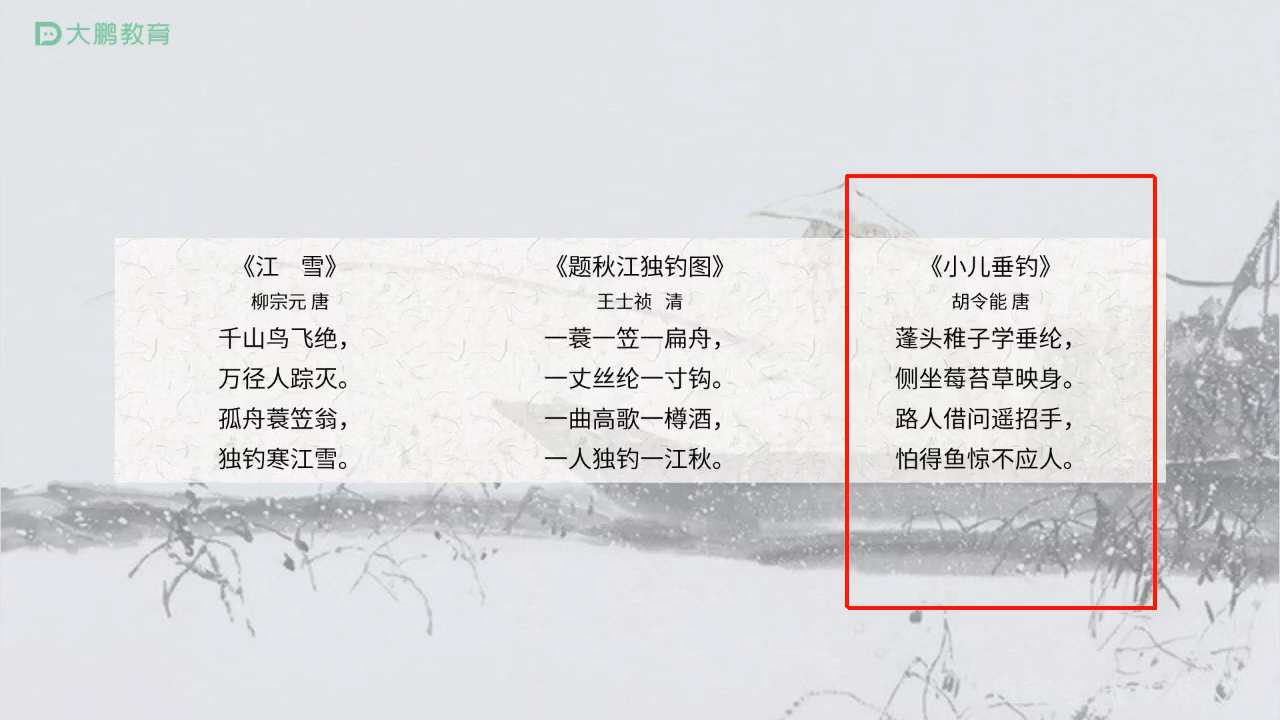 大鹏教育
《江 雪》
柳宗元 唐
千山鸟飞绝，
万径人踪灭。
孤舟蓑笠翁，
独钓寒江雪。
《题秋江独钓图》
王士祯 清
一蓑一笠一扁舟，
一丈丝纶一寸钩。
一曲高歌一樽酒，
一人独钓一江秋。
《小儿垂钓》
胡令能 唐
蓬头稚子学垂纶，
侧坐莓苔草映身。
路人借问遥招手，
怕得鱼惊不应人。